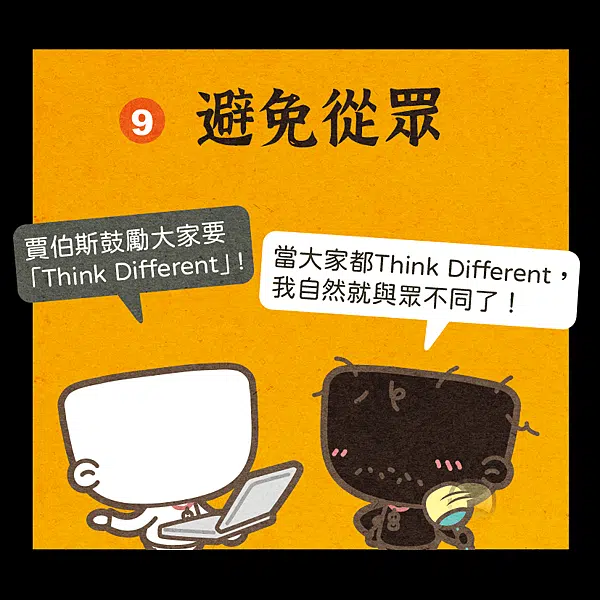 9 避免從眾
賈伯斯鼓勵大家要
「Think Different」!
當大家都Think Different，
我自然就與眾不同了！